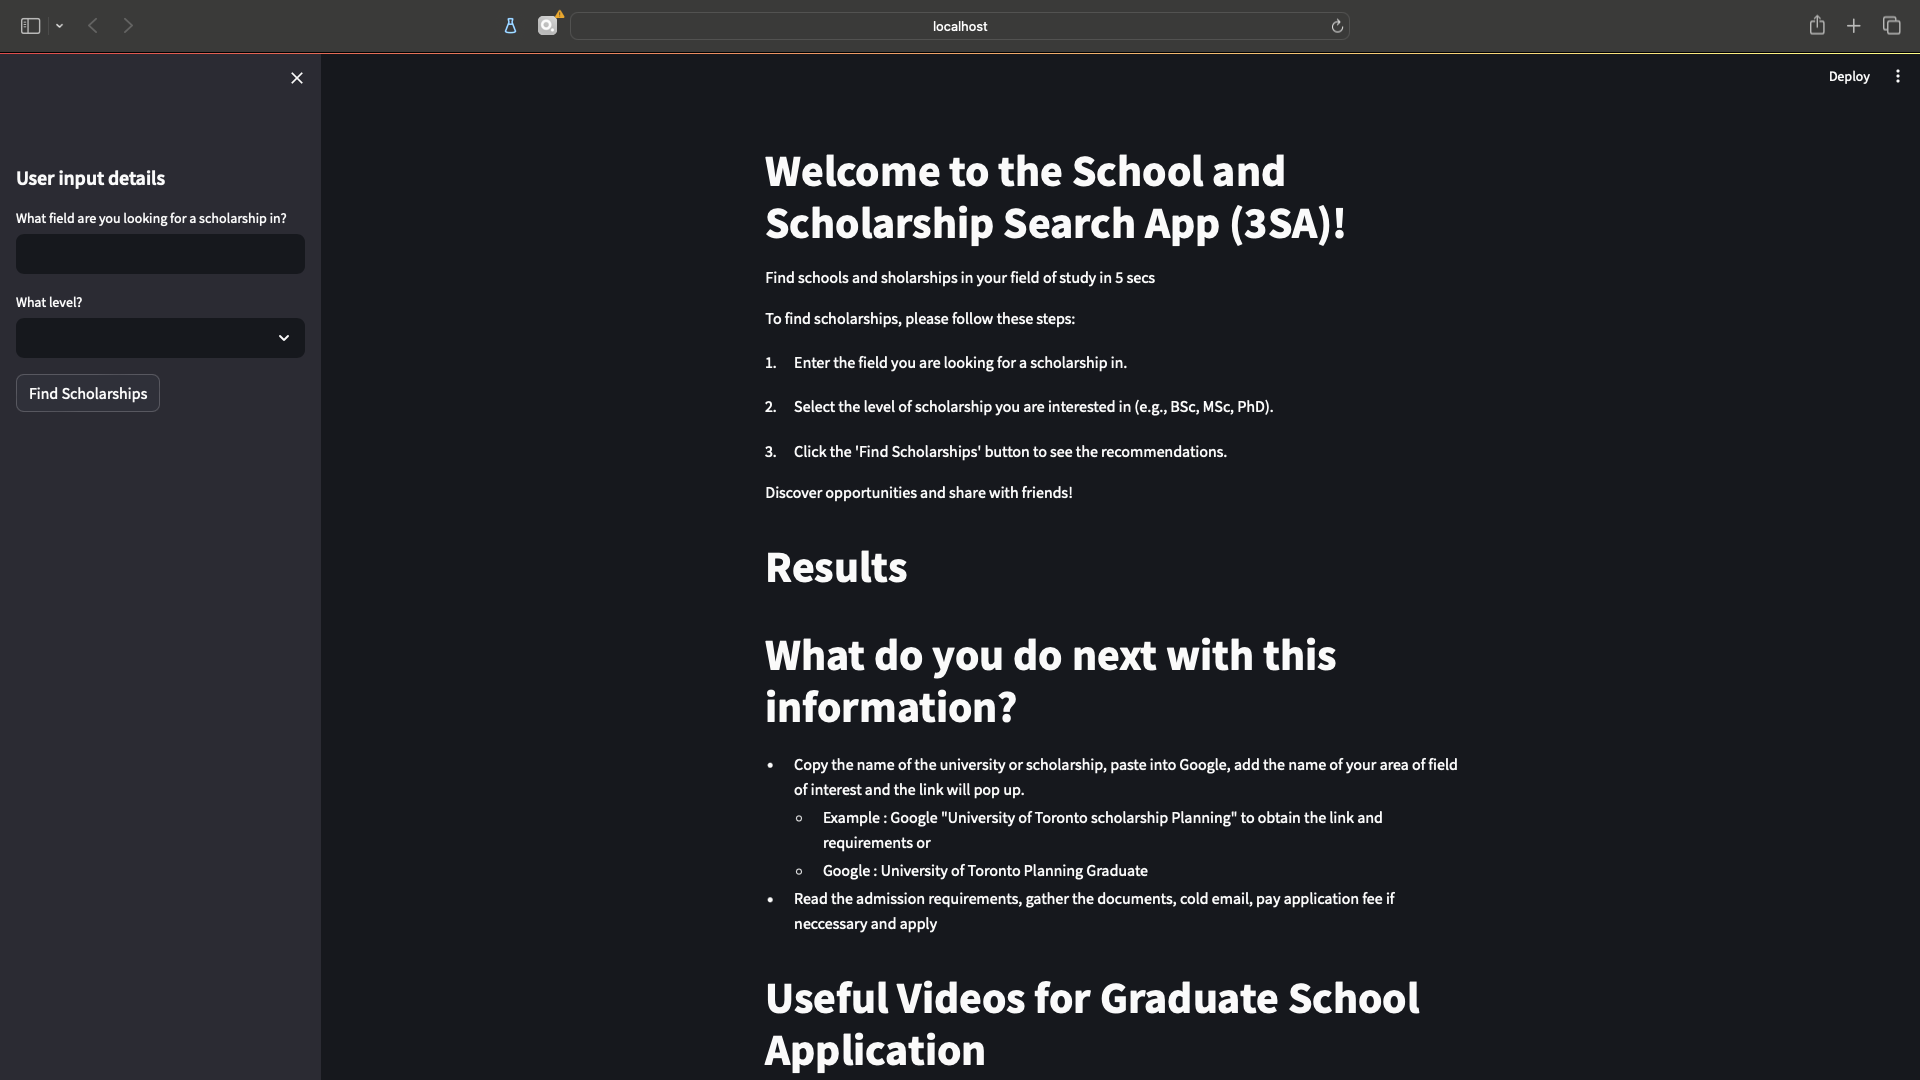 localhost
Deploy
User input details
What field are you looking for a scholarship in?
What level?
Find Scholarships
Welcome to the School and
Scholarship Search App (3SA)!
Find schools and sholarships in your field of study in 5 secs
To find scholarships, please follow these steps:
1. Enter the field you are looking for a scholarship in.
2. Select the level of scholarship you are interested in (e.g., BSc, MSc, PhD).
3. Click the 'Find Scholarships' button to see the recommendations.
Discover opportunities and share with friends!
Results
What do you do next with this
information?
• Copy the name of the university or scholarship, paste into Google, add the name of your area of field
of interest and the link will pop up.
◦ Example : Google "University of Toronto scholarship Planning" to obtain the link and
requirements or
◦ Google : University of Toronto Planning Graduate
• Read the admission requirements, gather the documents, cold email, pay application fee if
neccessary and apply
Useful Videos for Graduate School
Application